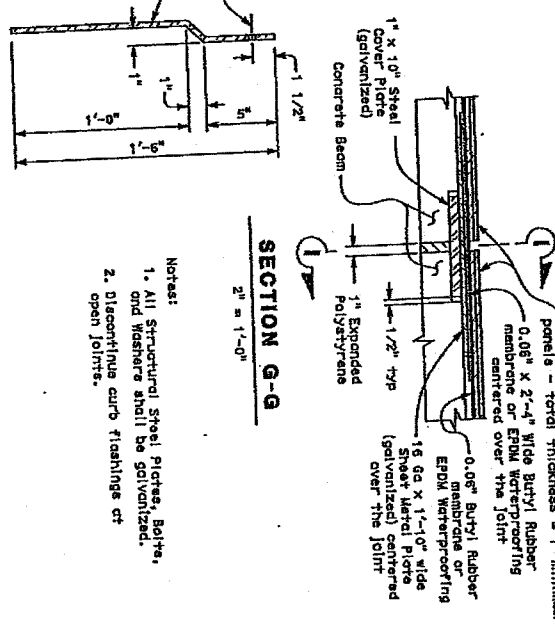 panels - total thickness = 1"
0.06" x 2'-4" Wide Butyl Rubber
membrane or EPDM Waterproofing
centered over the joint
1" x 10" Steel
Cover Plate
(galvanized)
Concrete Beam
I
I
1" Expanded
Polystyrene
1/2" typ
0.06" Butyl Rubber
membrane or
EPDM Waterproofing
16 Ga x 1'-10" wide
Sheet Metal Plate
(galvanized) centered
over the joint
1"
1"
5"
1 1/2"
1'-0"
1'-6"
SECTION G-G
2" = 1'-0"
Notes:
1. All Structural Steel Plates, Bolts,
and Washers shall be galvanized.
2. Discontinue curb flashings at
open joints.